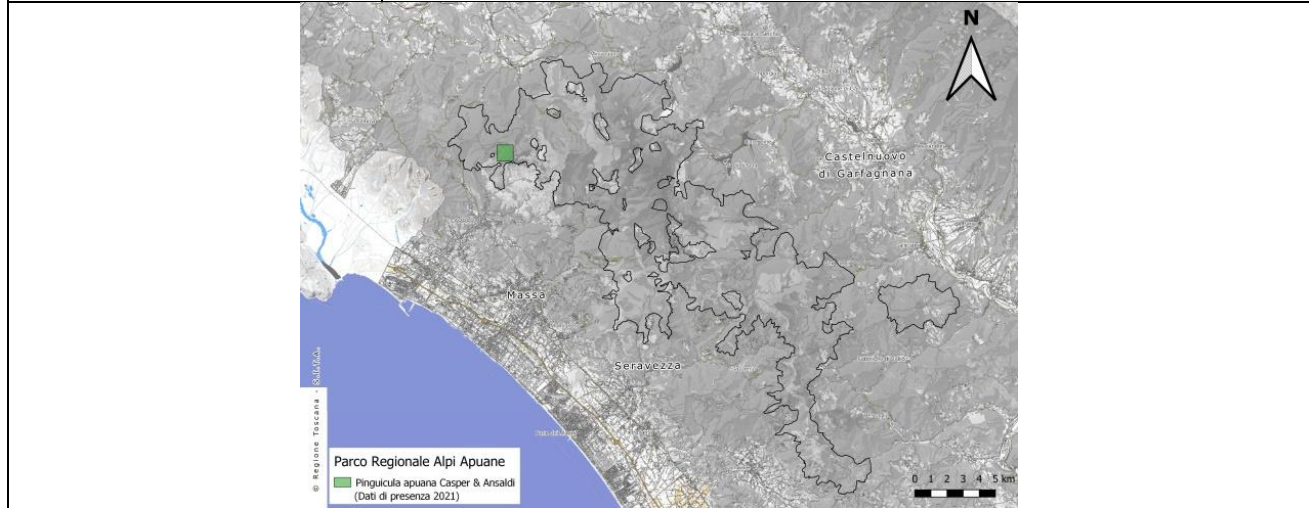 N
Castelnuovo
di Garfagnana
Massa
Seravezza
© Regione Toscana - S.I.T.A.
Parco Regionale Alpi Apuane
Pinguicula apuana Casper & Ansaldi
(Dati di presenza 2021)
0 1 2 3 4 5 km